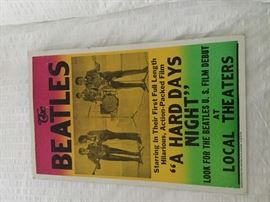 The
BEATLES
Starring in Their First Full Length
Hilarious, Action-Packed Film
"A HARD DAYS
NIGHT"
LOOK FOR THE BEATLES U. S. FILM DEBUT
AT
LOCAL THEATERS